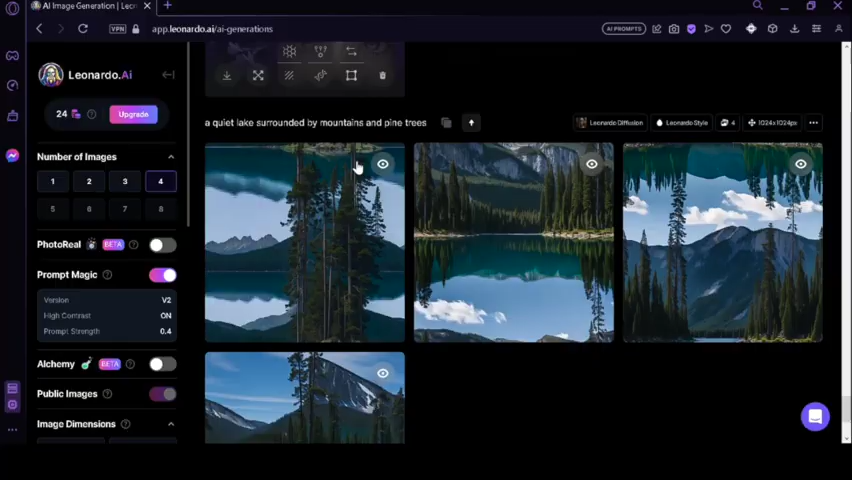 AI Image Generation | Leon
VPN
app.leonardo.ai/ai-generations
AI PROMPTS
Leonardo.Ai
24
Upgrade
a quiet lake surrounded by mountains and pine trees
Leonardo Diffusion
Leonardo Style
4
1024x1024px
Number of Images
1 2 3 4
5 6 7 8
PhotoReal BETA
Prompt Magic
Version V2
High Contrast ON
Prompt Strength 0.4
Alchemy BETA
Public Images
Image Dimensions